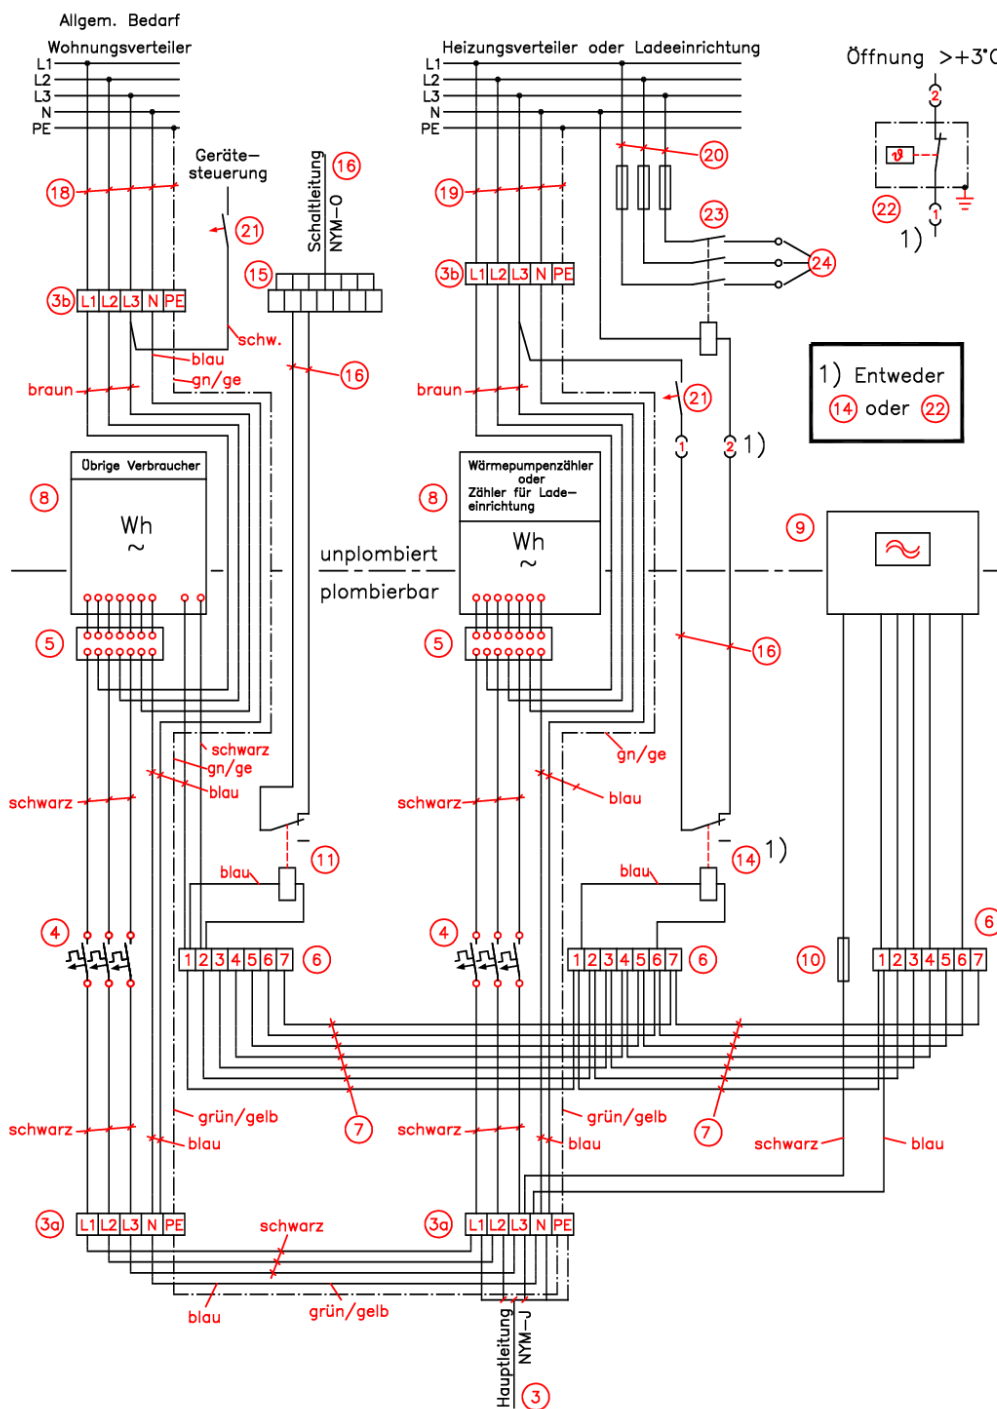 Allgem. Bedarf
Wohnungsverteiler
Heizungsverteiler oder Ladeeinrichtung
Öffnung >+3°C
L1
L2
L3
N
PE
L1
L2
L3
N
PE
2
ϑ
1
22
1)
18
Geräte-
steuerung
21
Schaltleitung
NYM-O
16
19
20
23
24
15
3b
L1 L2 L3 N PE
3b
L1 L2 L3 N PE
schw.
blau
gn/ge
braun
16
braun
21
1
2
1)
1) Entweder
14 oder 22
8
Übrige Verbraucher
Wh
~
8
Wärmepumpenzähler
oder
Zähler für Lade-
einrichtung
Wh
~
9
unplombiert
plombierbar
5
5
16
schwarz
gn/ge
blau
schwarz
gn/ge
blau
schwarz
11
14
1)
blau
blau
4
4
1 2 3 4 5 6 7
6
1 2 3 4 5 6 7
6
10
6
1 2 3 4 5 6 7
7
7
schwarz
grün/gelb
blau
schwarz
grün/gelb
blau
schwarz
blau
3a
L1 L2 L3 N PE
3a
L1 L2 L3 N PE
schwarz
blau
grün/gelb
Hauptleitung
NYM-J
3